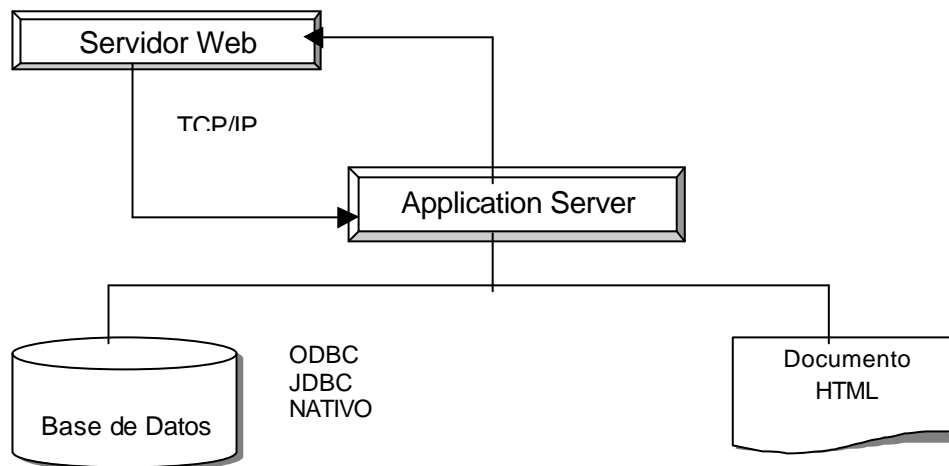 Servidor Web
TCP/IP
Application Server
ODBC
JDBC
NATIVO
Base de Datos
Documento
HTML